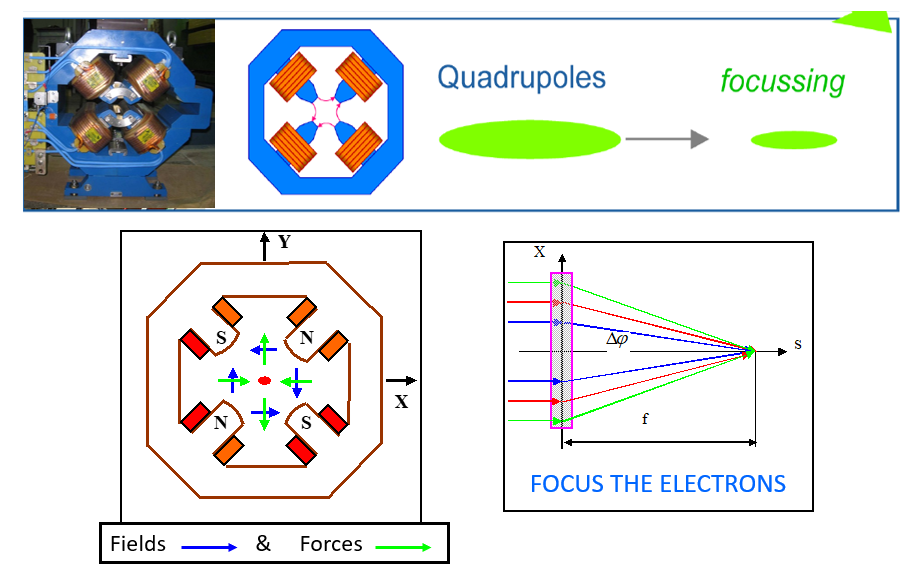 Quadrupoles
focussing
Y
S
N
N
S
X
Fields & Forces
X
Δφ
s
f
FOCUS THE ELECTRONS